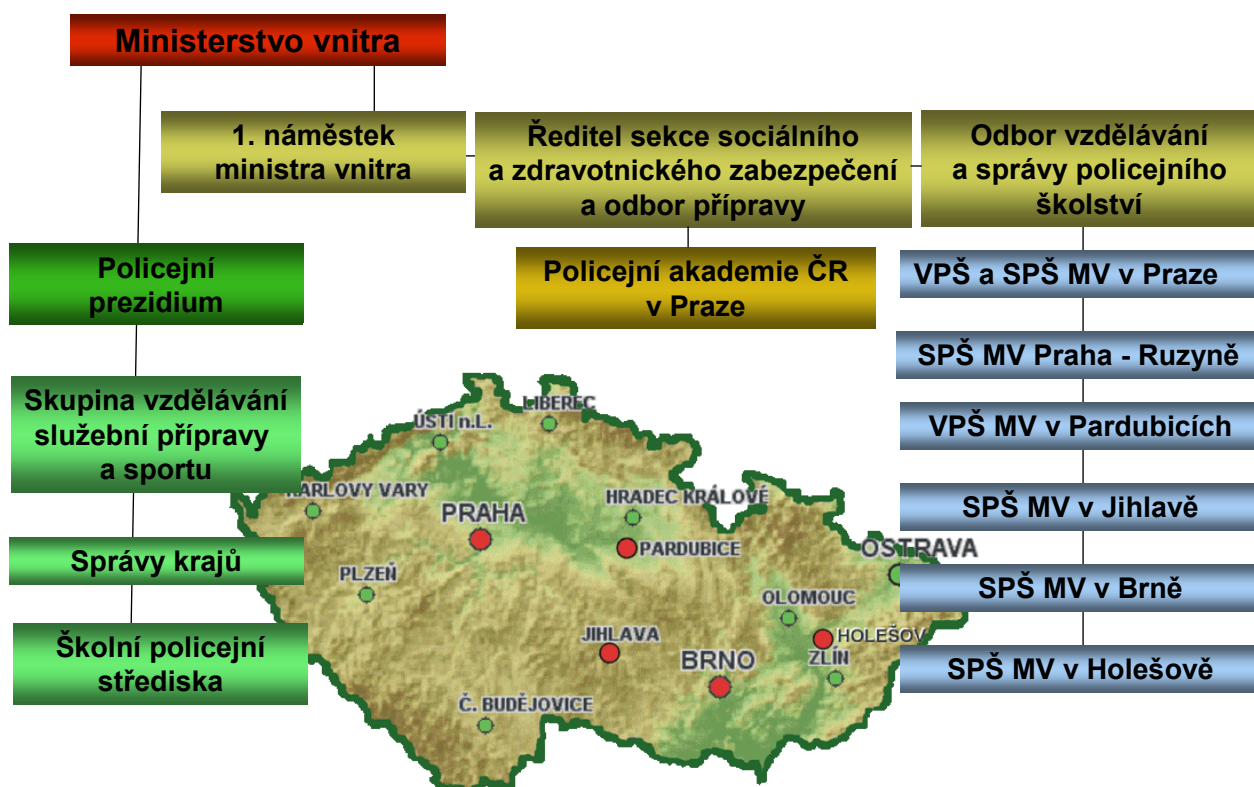 Ministerstvo vnitra
1. náměstek
ministra vnitra
Ředitel sekce sociálního
a zdravotnického zabezpečení
a odbor přípravy
Odbor vzdělávání
a správy policejního
školství
Policejní
prezidium
Policejní akademie ČR
v Praze
VPŠ a SPŠ MV v Praze
SPŠ MV Praha - Ruzyně
Skupina vzdělávání
služební přípravy
a sportu
VPŠ MV v Pardubicích
SPŠ MV v Jihlavě
Správy krajů
SPŠ MV v Brně
Školní policejní
střediska
SPŠ MV v Holešově
LIBEREC
ÚSTÍ n.L.
KARLOVY VARY
HRADEC KRÁLOVÉ
PRAHA
PARDUBICE
OSTRAVA
PLZEŇ
OLOMOUC
JIHLAVA
HOLEŠOV
BRNO
ZLÍN
Č. BUDĚJOVICE